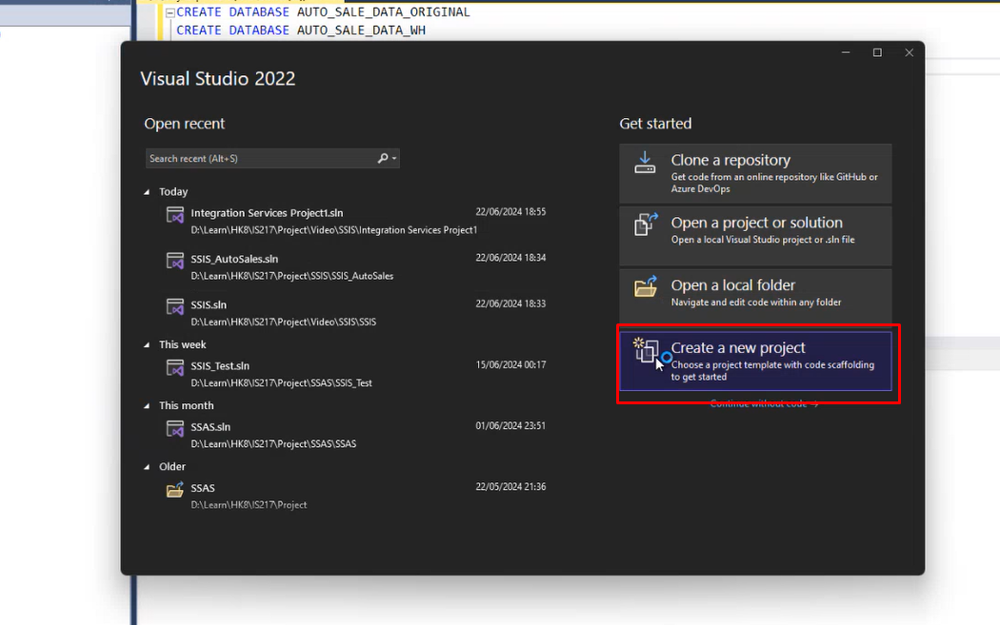 CREATE DATABASE AUTO_SALE_DATA_ORIGINAL
CREATE DATABASE AUTO_SALE_DATA_WH
Visual Studio 2022
Open recent
Search recent (Alt+S)
Today
Integration Services Project1.sln 22/06/2024 18:55
D:\Learn\HK8\IS217\Project\Video\SSIS\Integration Services Project1
SSIS_AutoSales.sln 22/06/2024 18:34
D:\Learn\HK8\IS217\Project\SSIS\SSIS_AutoSales
SSIS.sln 22/06/2024 18:33
D:\Learn\HK8\IS217\Project\Video\SSIS\SSIS
This week
SSIS_Test.sln 15/06/2024 00:17
D:\Learn\HK8\IS217\Project\SSAS\SSIS_Test
This month
SSAS.sln 01/06/2024 23:51
D:\Learn\HK8\IS217\Project\SSAS\SSAS
Older
SSAS 22/05/2024 21:36
D:\Learn\HK8\IS217\Project
Get started
Clone a repository
Get code from an online repository like GitHub or
Azure DevOps
Open a project or solution
Open a local Visual Studio project or .sln file
Open a local folder
Navigate and edit code within any folder
Create a new project
Choose a project template with code scaffolding
to get started
Continue without code →